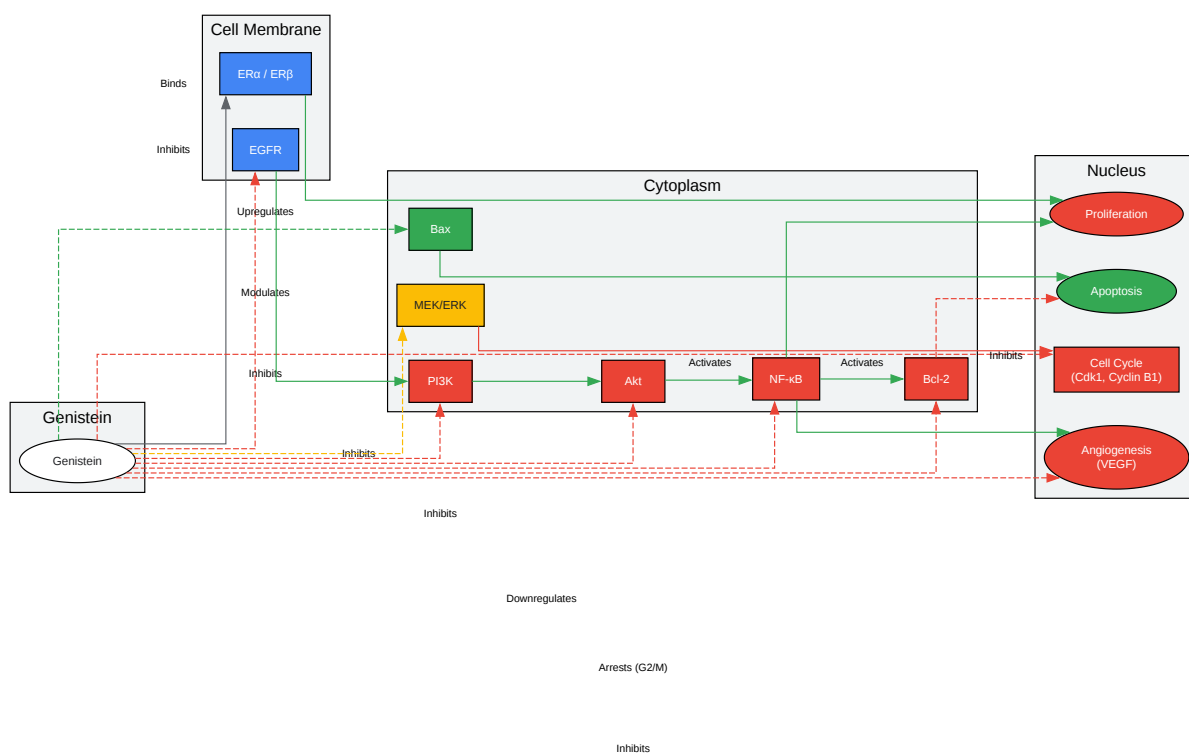 Cell Membrane
ERα / ERβ
Binds
EGFR
Inhibits
Cytoplasm
Nucleus
Upregulates
Bax
Proliferation
Modulates
MEK/ERK
Apoptosis
Inhibits
PI3K
Akt
Activates
NF-κB
Activates
Bcl-2
Inhibits
Cell Cycle
(Cdk1, Cyclin B1)
Genistein
Genistein
Inhibits
Angiogenesis
(VEGF)
Inhibits
Downregulates
Arrests (G2/M)
Inhibits